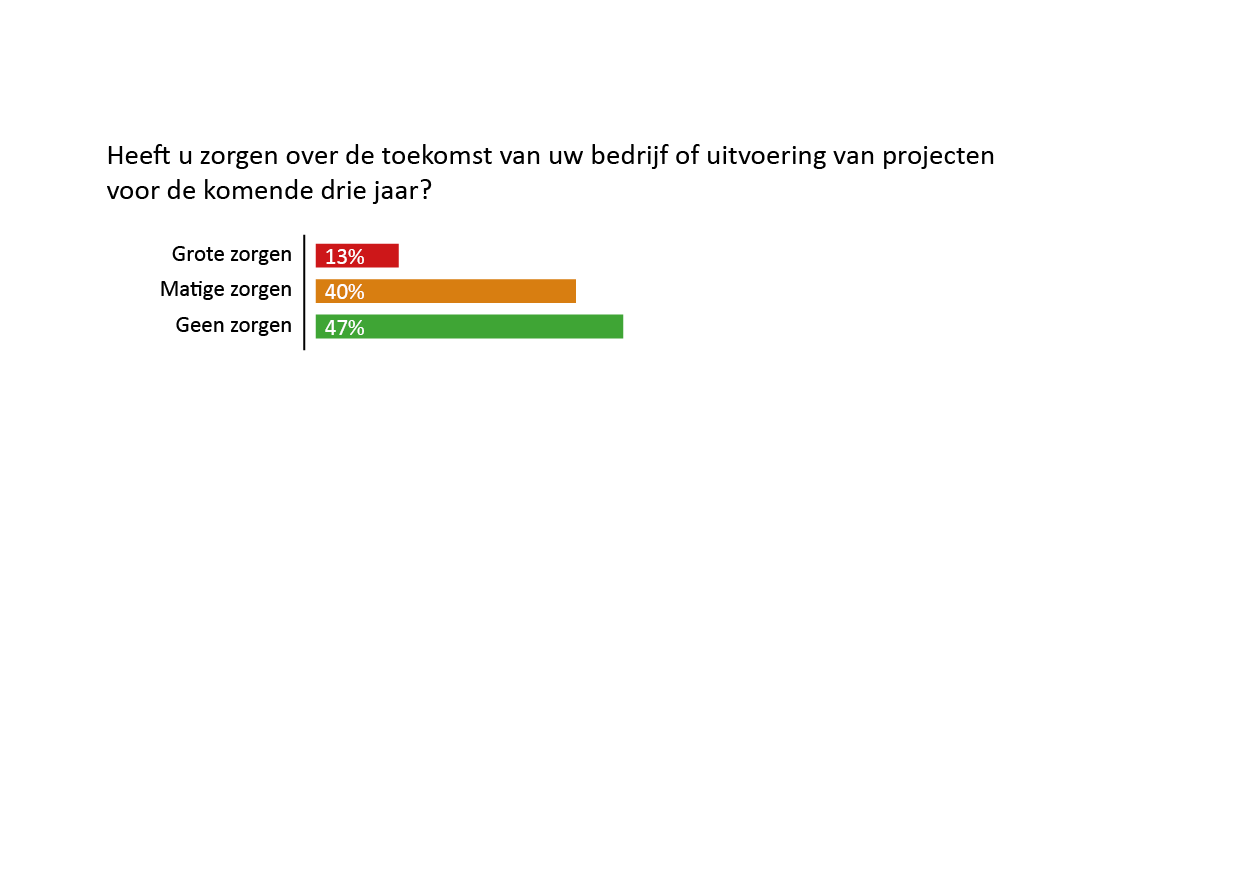 Heeft u zorgen over de toekomst van uw bedrijf of uitvoering van projecten
voor de komende drie jaar?
Grote zorgen 13%
Matige zorgen 40%
Geen zorgen 47%